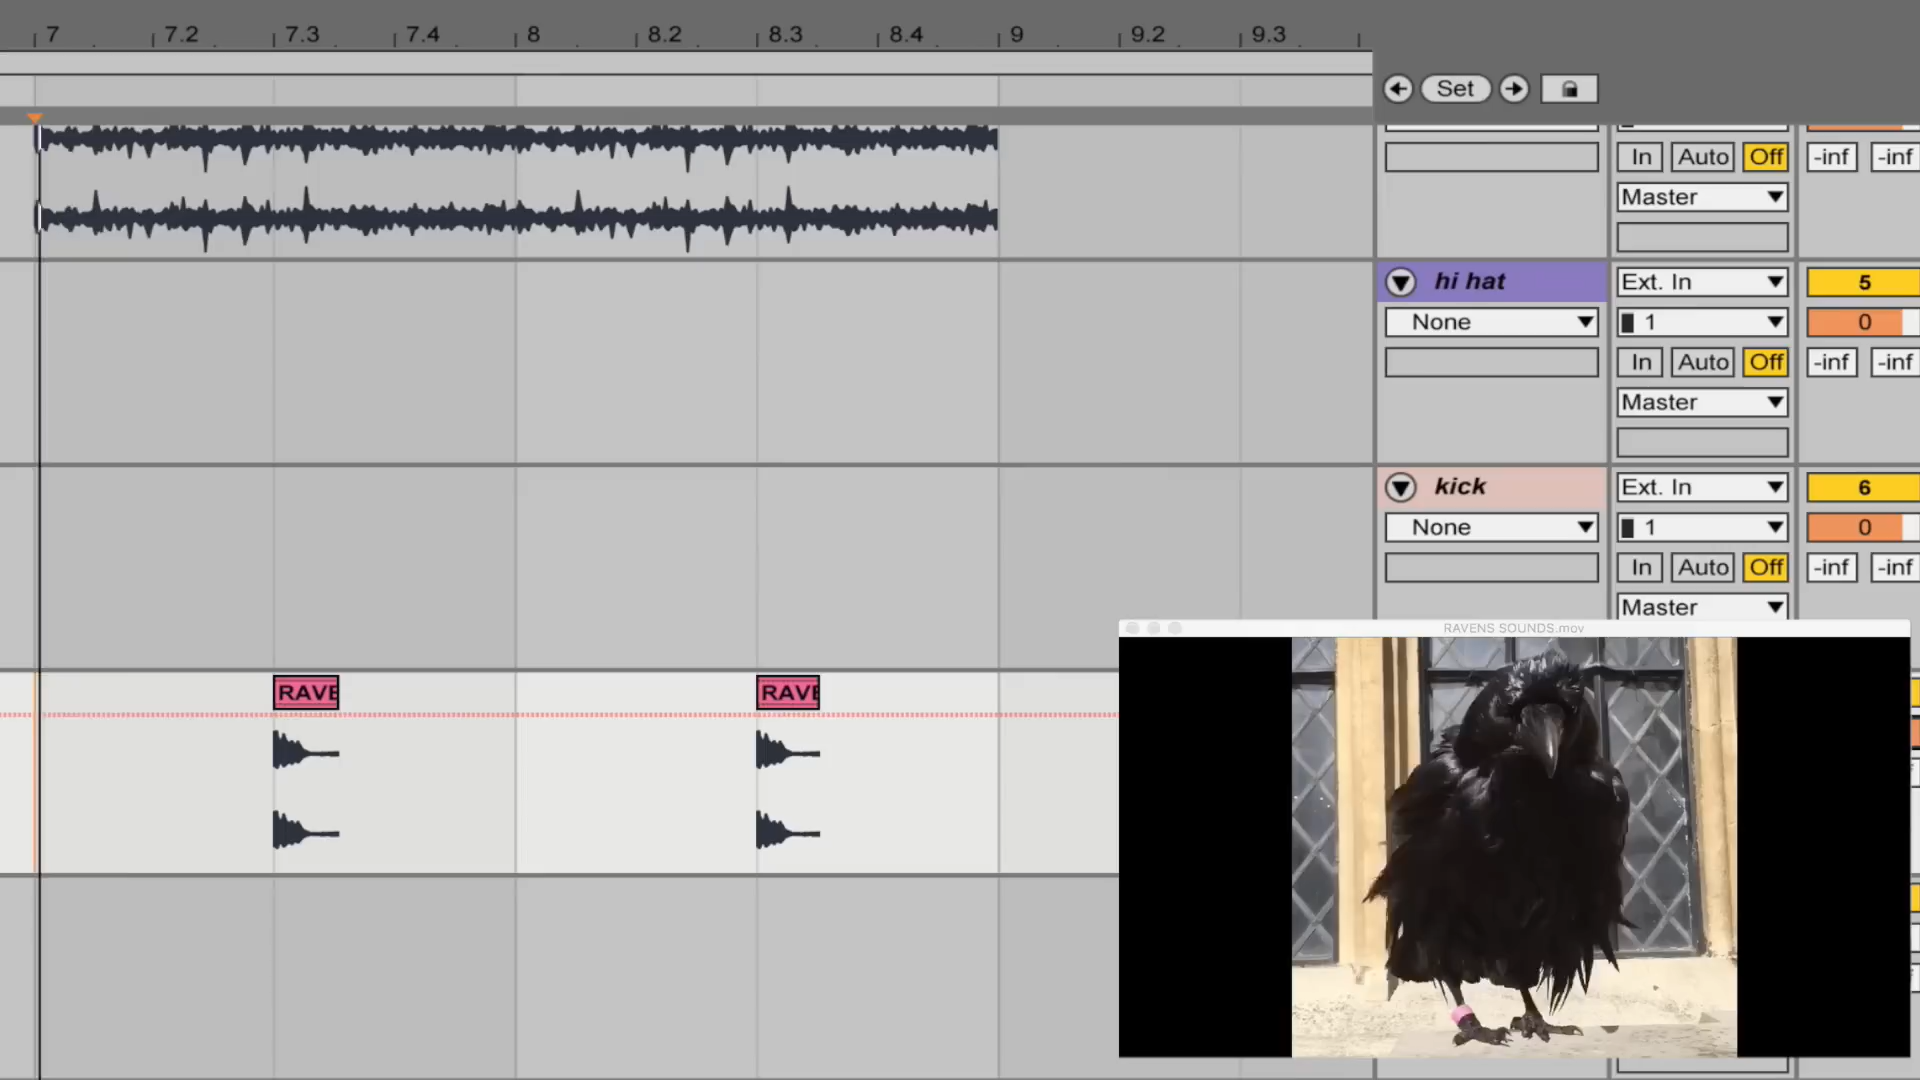 7 7.2 7.3 7.4 8 8.2 8.3 8.4 9 9.2 9.3
Set
In Auto Off -inf -inf
Master
hi hat Ext. In 5
None 1 0
In Auto Off -inf -inf
Master
kick Ext. In 6
None 1 0
In Auto Off -inf -inf
Master
RAVENS SOUNDS.mov
RAVE RAVE